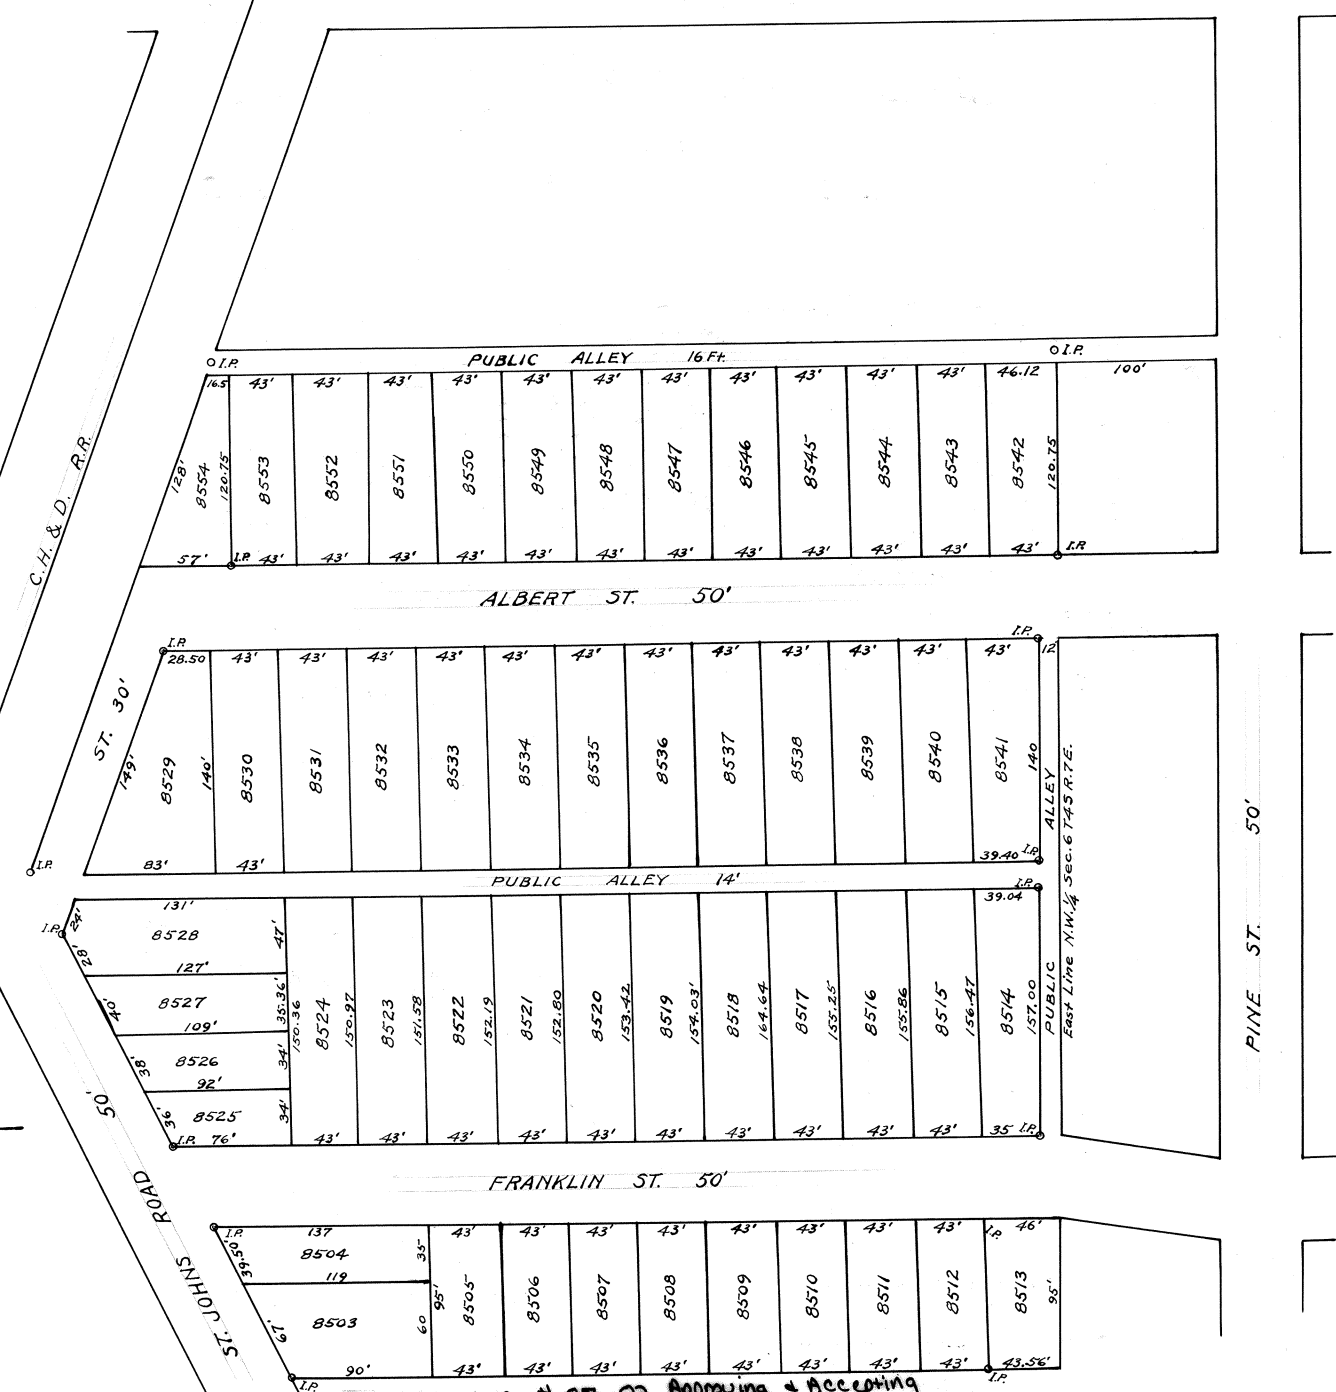 PUBLIC ALLEY 16 Ft.
I.P. I.P.
16.5 43' 43' 43' 43' 43' 43' 43' 43' 43' 43' 43' 46.12 100'
C.H. & D. R.R.
128' 8554 120.75 8553 8552 8551 8550 8549 8548 8547 8546 8545 8544 8543 8542 120.75
57' I.P. 43' 43' 43' 43' 43' 43' 43' 43' 43' 43' 43' 43' I.P.
ALBERT ST. 50'
I.P. I.P.
28.50 43' 43' 43' 43' 43' 43' 43' 43' 43' 43' 43' 43' 12'
ST. 30'
149' 8529 140' 8530 8531 8532 8533 8534 8535 8536 8537 8538 8539 8540 8541 140
PUBLIC ALLEY
East Line N.W. ¼ Sec. 6 T4S R.7E.
PINE ST. 50'
I.P. 83' 43' 39.40 I.P.
PUBLIC ALLEY 14'
I.P.
131' 39.04
I.P. 24' 8528 47'
28' 127'
40' 8527 35.36'
109'
38' 8526 34'
92'
36' 8525 34'
150.36 8524 150.97 8523 151.58 8522 152.19 8521 152.80 8520 153.42 8519 154.03' 8518 164.64 8517 155.25 8516 155.86 8515 156.47 8514 157.00
I.P. 76' 43' 43' 43' 43' 43' 43' 43' 43' 43' 43' 35 I.P.
FRANKLIN ST. 50'
ST. JOHNS ROAD 50'
I.P. 137 43' 43' 43' 43' 43' 43' 43' 43' I.P. 46'
39.50' 8504 35
119
67' 8503 60
95' 8505 8506 8507 8508 8509 8510 8511 8512 8513 95'
90' 43' 43' 43' 43' 43' 43' 43' 43' 43.56'
I.P. I.P.
Approving & Accepting